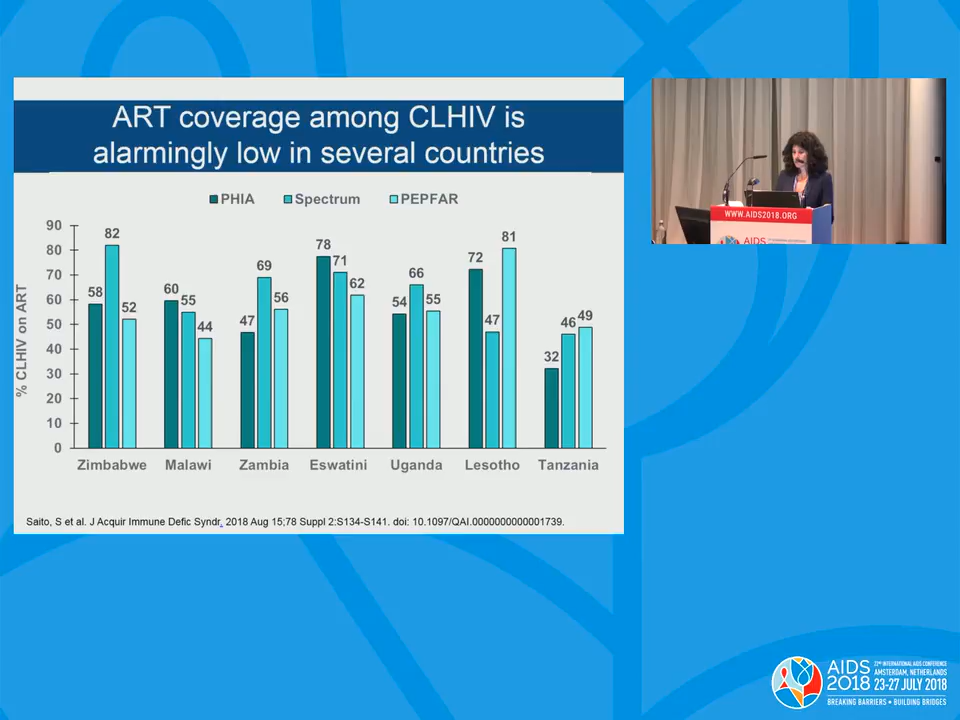 ART coverage among CLHIV is
alarmingly low in several countries
PHIA Spectrum PEPFAR
% CLHIV on ART
90
80
70
60
50
40
30
20
10
0
58 82 52
60 55 44
47 69 56
78 71 62
54 66 55
72 47 81
32 46 49
Zimbabwe Malawi Zambia Eswatini Uganda Lesotho Tanzania
Saito, S et al. J Acquir Immune Defic Syndr, 2018 Aug 15;78 Suppl 2:S134-S141. doi: 10.1097/QAI.0000000000001739.
WWW.AIDS2018.ORG
AIDS
AIDS
2018
22ND INTERNATIONAL AIDS CONFERENCE
AMSTERDAM, NETHERLANDS
23-27 JULY 2018
BREAKING BARRIERS • BUILDING BRIDGES